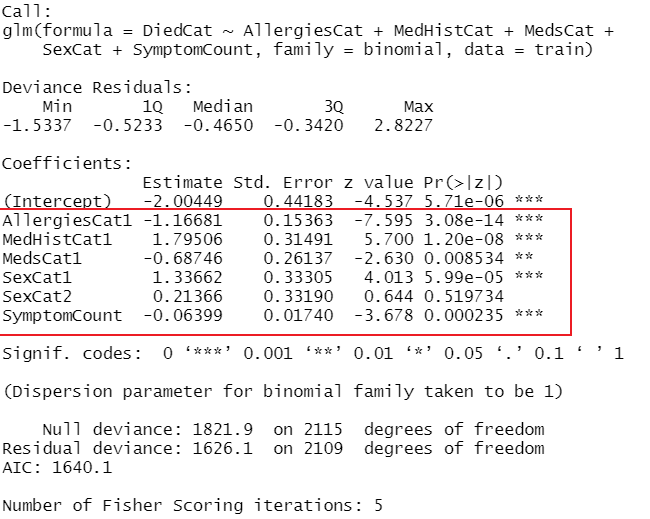 Call:
glm(formula = DiedCat ~ AllergiesCat + MedHistCat + MedsCat +
SexCat + SymptomCount, family = binomial, data = train)
Deviance Residuals:
Min 1Q Median 3Q Max
-1.5337 -0.5233 -0.4650 -0.3420 2.8227
Coefficients:
Estimate Std. Error z value Pr(>|z|)
(Intercept) -2.00449 0.44183 -4.537 5.71e-06 ***
AllergiesCat1 -1.16681 0.15363 -7.595 3.08e-14 ***
MedHistCat1 1.79506 0.31491 5.700 1.20e-08 ***
MedsCat1 -0.68746 0.26137 -2.630 0.008534 **
SexCat1 1.33662 0.33305 4.013 5.99e-05 ***
SexCat2 0.21366 0.33190 0.644 0.519734
SymptomCount -0.06399 0.01740 -3.678 0.000235 ***
Signif. codes: 0 ‘***’ 0.001 ‘**’ 0.01 ‘*’ 0.05 ‘.’ 0.1 ‘ ’ 1
(Dispersion parameter for binomial family taken to be 1)
Null deviance: 1821.9 on 2115 degrees of freedom
Residual deviance: 1626.1 on 2109 degrees of freedom
AIC: 1640.1
Number of Fisher Scoring iterations: 5